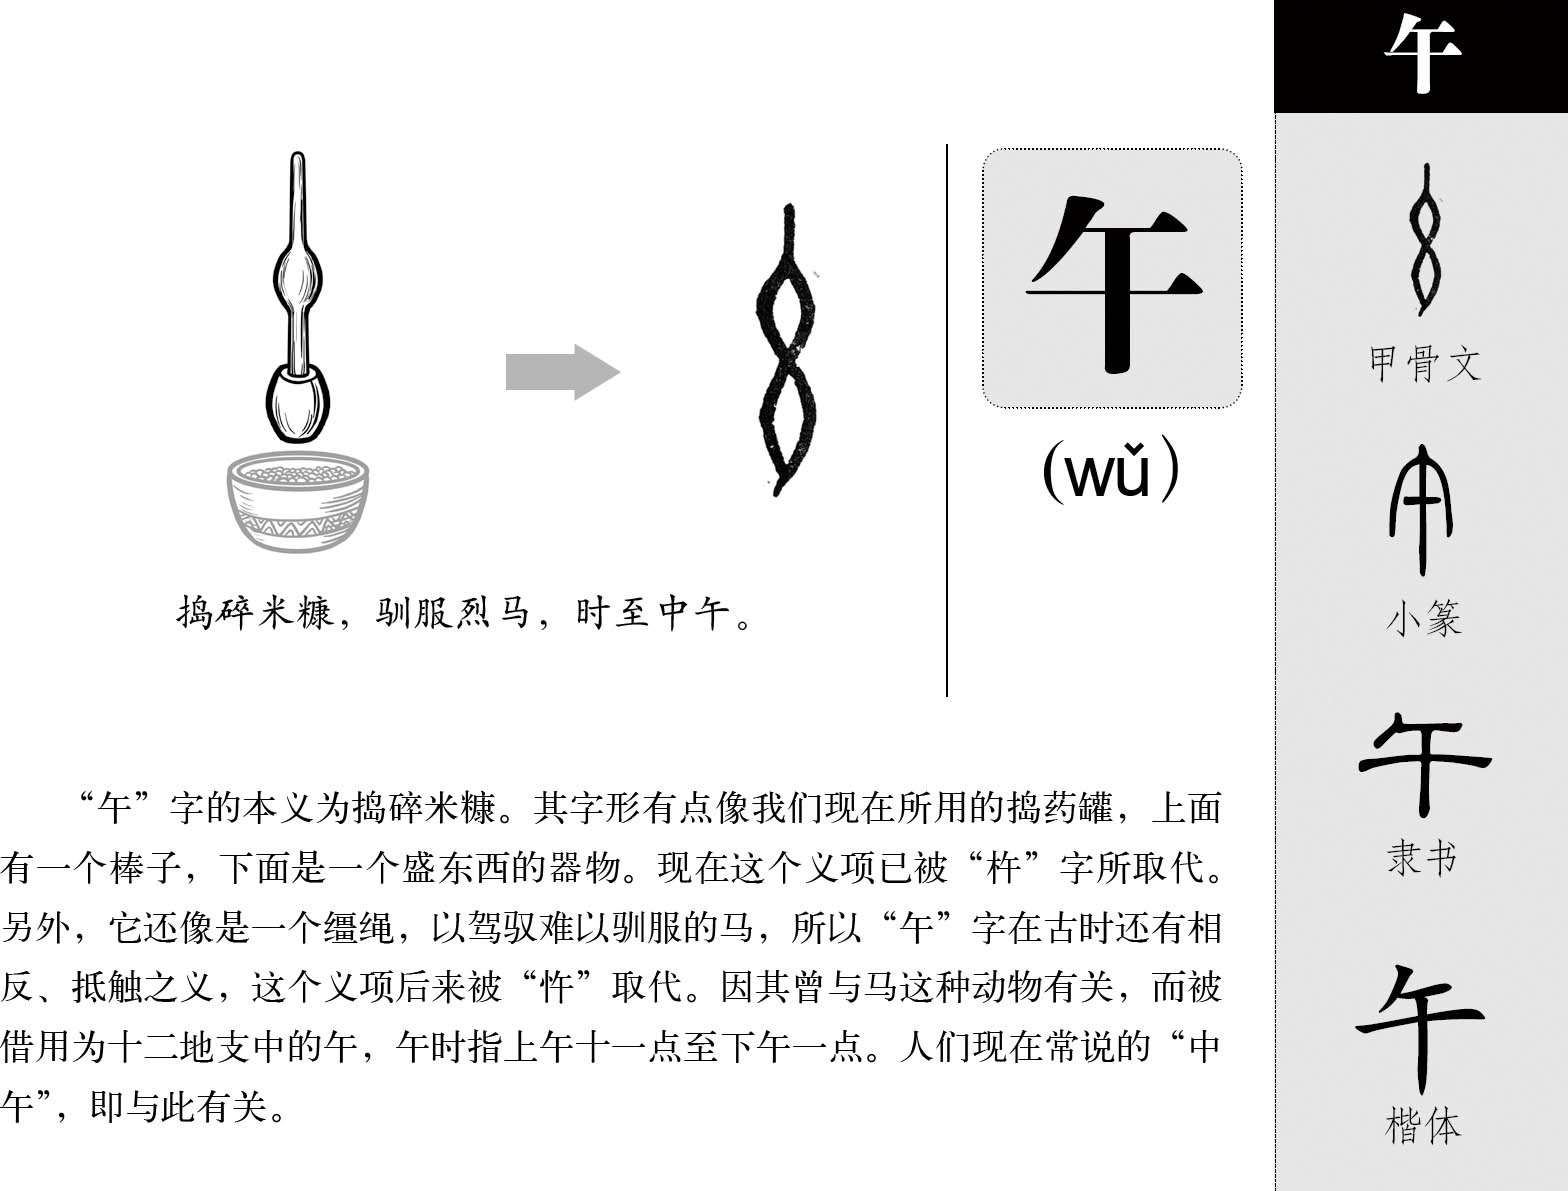 午
捣碎米糠，驯服烈马，时至中午。
午
（wǔ）
“午”字的本义为捣碎米糠。其字形有点像我们现在所用的捣药罐，上面
有一个棒子，下面是一个盛东西的器物。现在这个义项已被“杵”字所取代。
另外，它还像是一个缰绳，以驾驭难以驯服的马，所以“午”字在古时还有相
反、抵触之义，这个义项后来被“忤”取代。因其曾与马这种动物有关，而被
借用为十二地支中的午，午时指上午十一点至下午一点。人们现在常说的“中
午”，即与此有关。
甲骨文
午
小篆
午
隶书
午
楷体